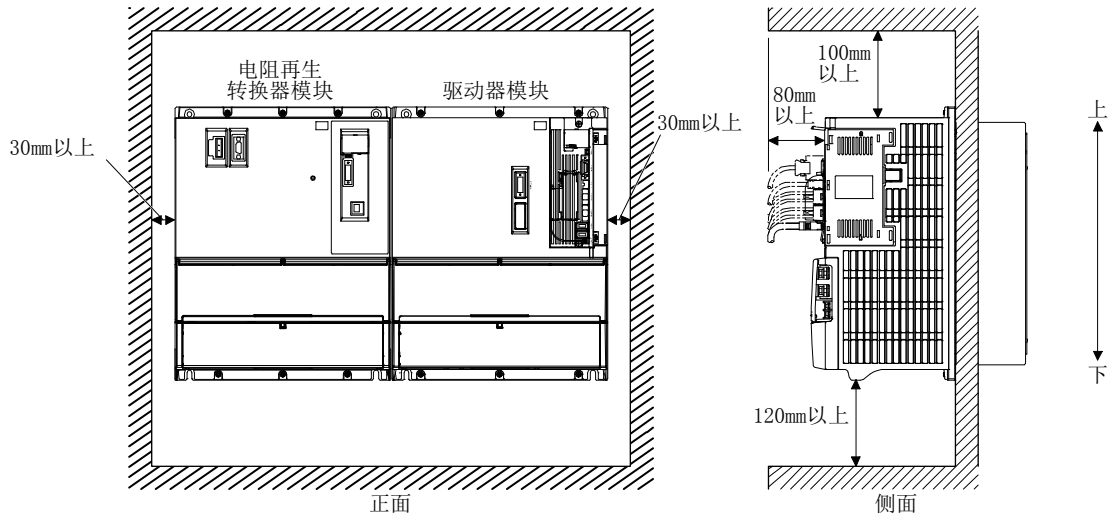 电阻再生
转换器模块
驱动器模块
30mm以上
30mm以上
正面
100mm
以上
80mm
以上
上
下
120mm以上
侧面